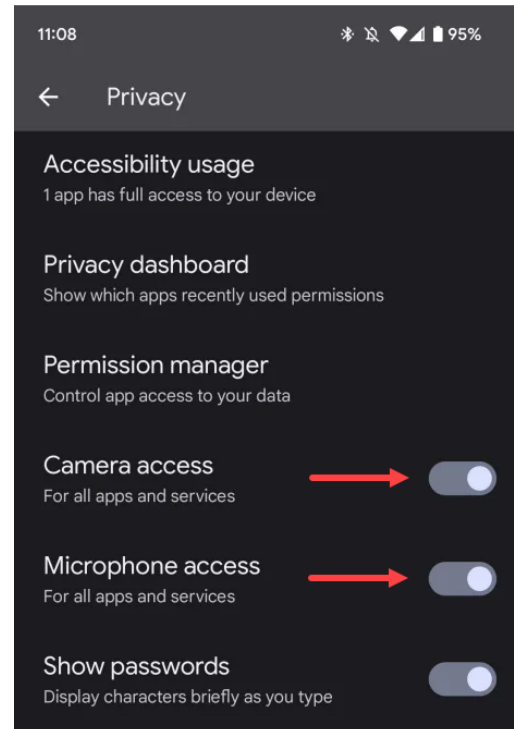 11:08 95%
Privacy
Accessibility usage
1 app has full access to your device
Privacy dashboard
Show which apps recently used permissions
Permission manager
Control app access to your data
Camera access
For all apps and services
Microphone access
For all apps and services
Show passwords
Display characters briefly as you type